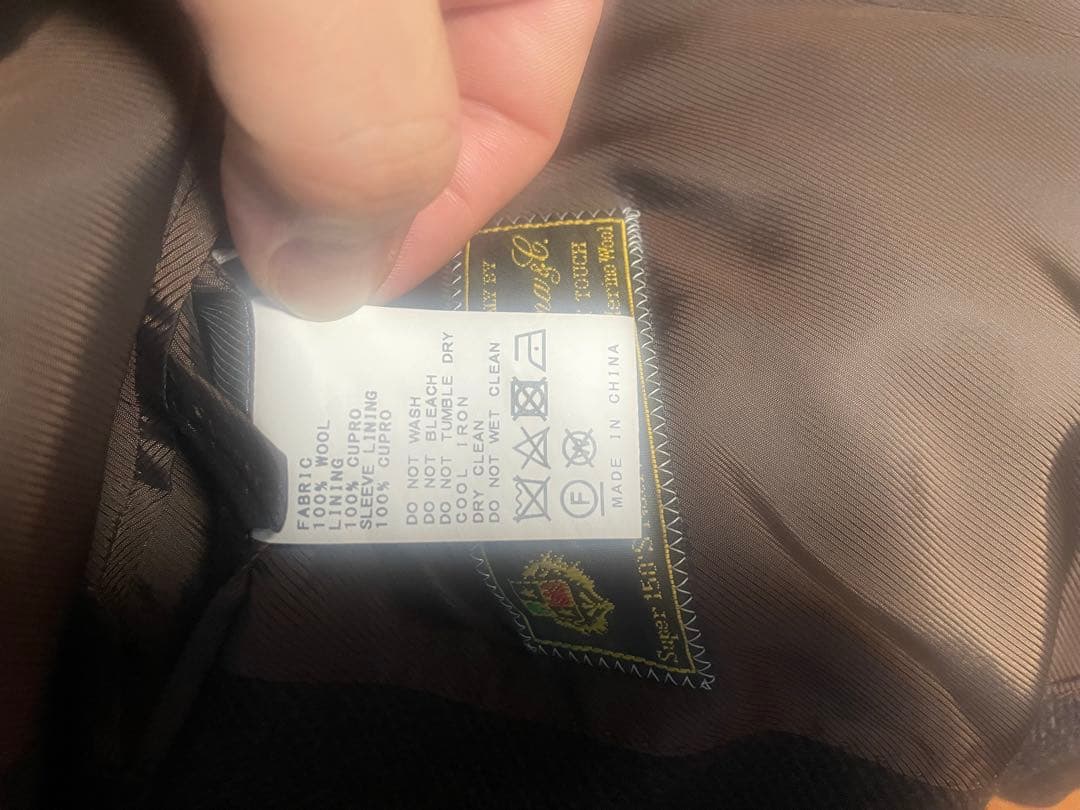 FABRIC
100% WOOL
LINING
100% CUPRO
SLEEVE LINING
100% CUPRO
DO NOT WASH
DO NOT BLEACH
DO NOT TUMBLE DRY
COOL IRON
DRY CLEAN
DO NOT WET CLEAN
F
MADE IN CHINA
BY
TOUCH
Super 150'S
Wool